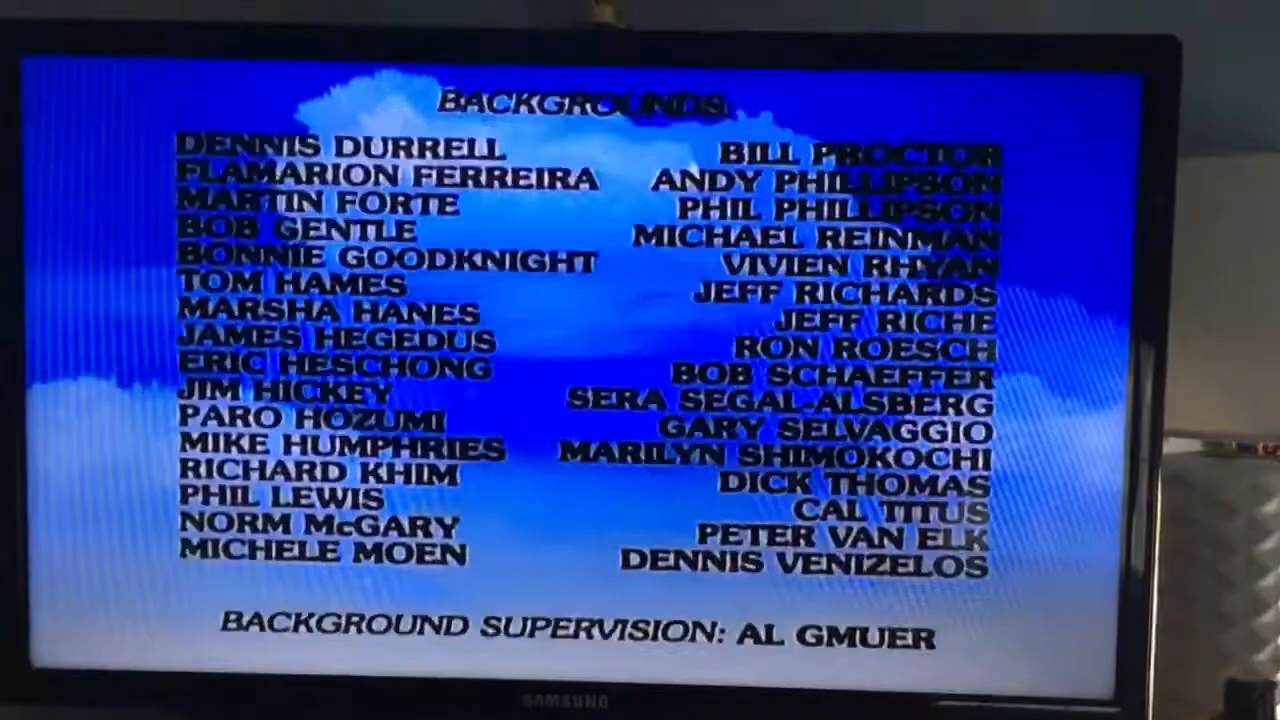 BACKGROUNDS:
DENNIS DURRELL
FLAMARION FERREIRA
MARTIN FORTE
BOB GENTLE
BONNIE GOODKNIGHT
TOM HAMES
MARSHA HANES
JAMES HEGEDUS
ERIC HESCHONG
JIM HICKEY
PARO HOZUMI
MIKE HUMPHRIES
RICHARD KHIM
PHIL LEWIS
NORM McGARY
MICHELE MOEN
BILL PROCTOR
ANDY PHILLIPSON
PHIL PHILLIPSON
MICHAEL REINMAN
VIVIEN RHYAN
JEFF RICHARDS
JEFF RICHE
RON ROESCH
BOB SCHAEFFER
SERA SEGAL-ALSBERG
GARY SELVAGGIO
MARILYN SHIMOKOCHI
DICK THOMAS
CAL TITUS
PETER VAN ELK
DENNIS VENIZELOS
BACKGROUND SUPERVISION: AL GMUER
SAMSUNG